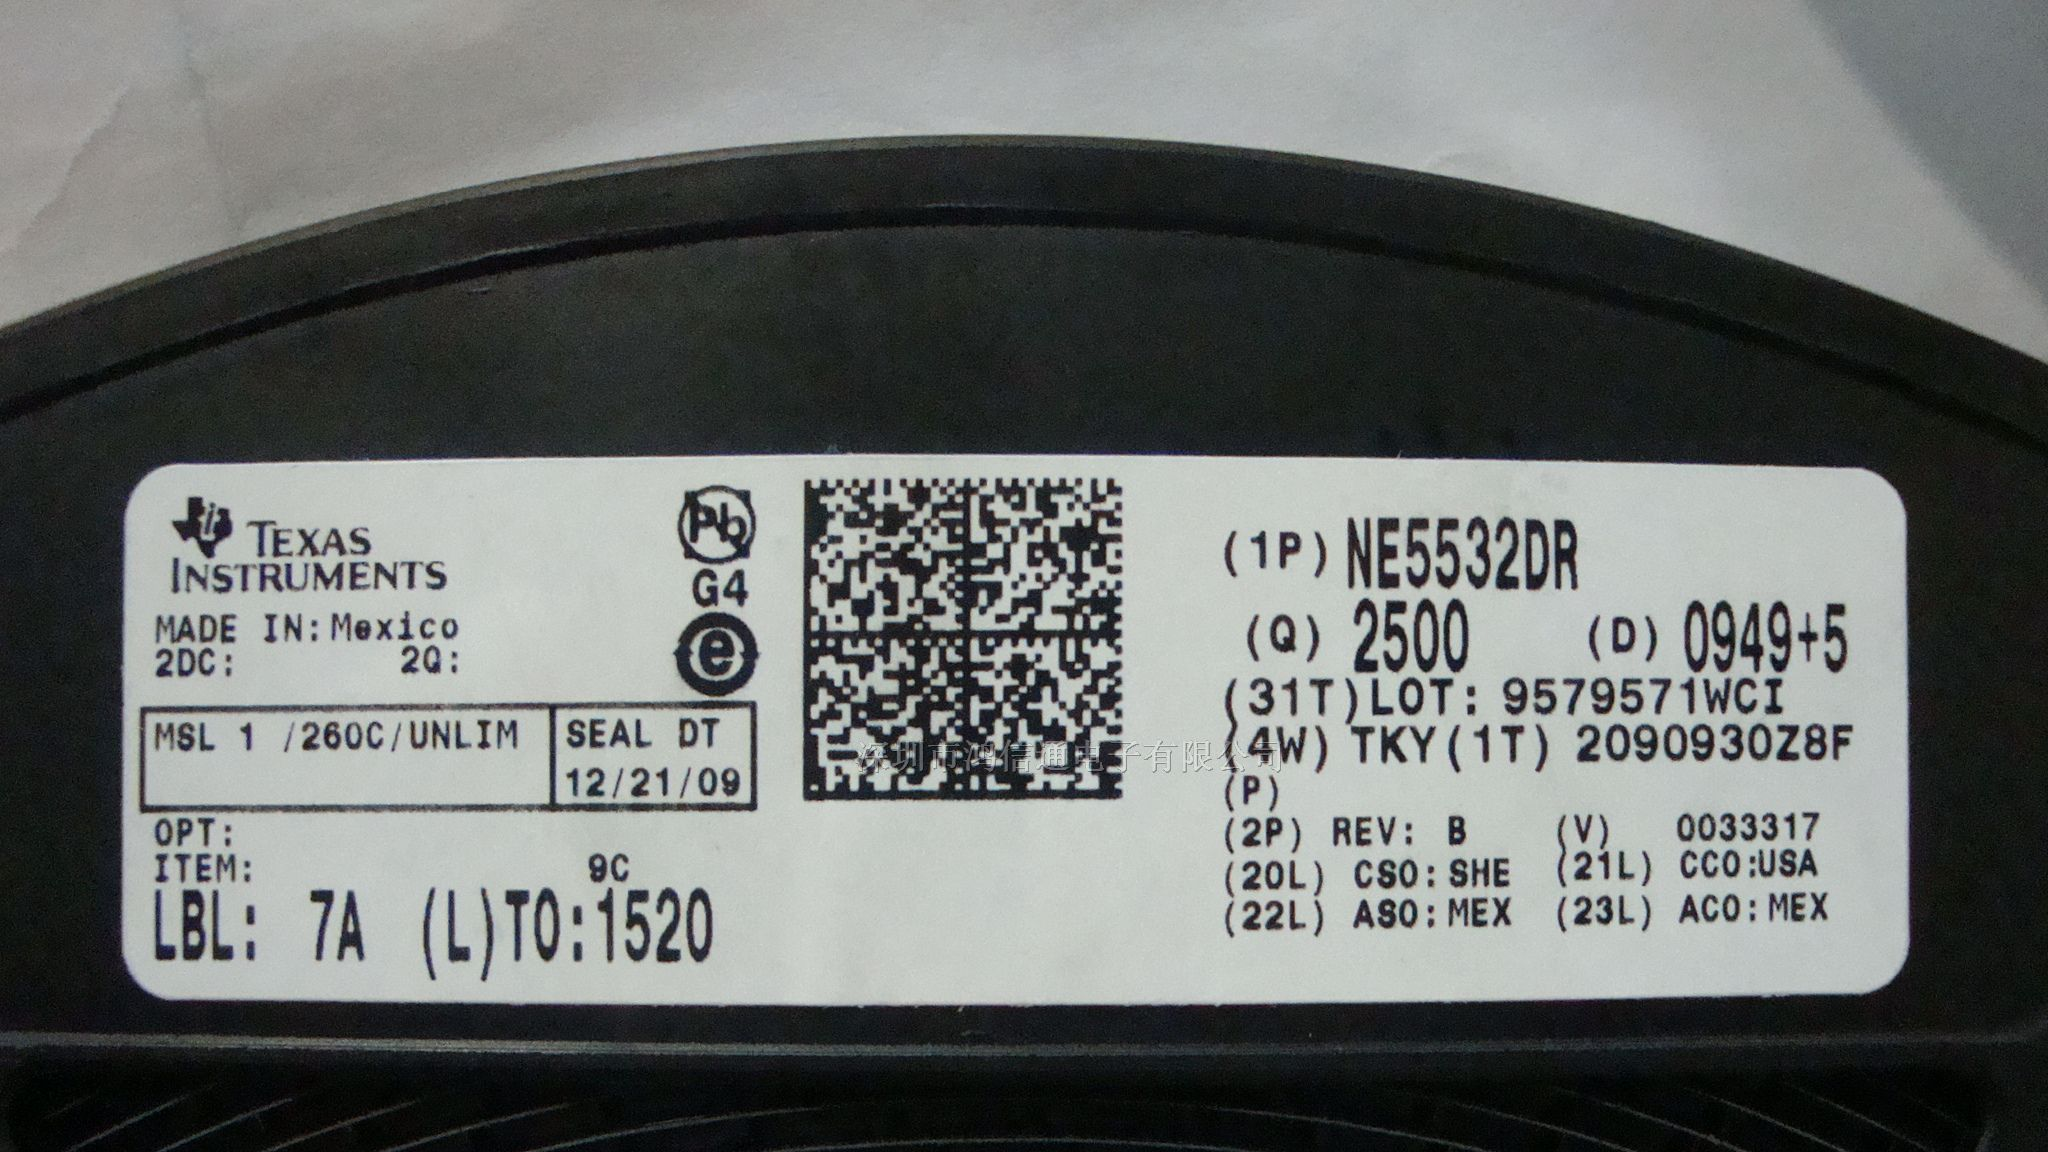 TEXAS
INSTRUMENTS
MADE IN: Mexico
2DC: 2Q:
MSL 1 /260C/UNLIM
SEAL DT
12/21/09
OPT:
ITEM: 9C
LBL: 7A (L)TO:1520
Pb
G4
e
(1P) NE5532DR
(Q) 2500 (D) 0949+5
(31T)LOT: 9579571WCI
(4W) TKY(1T) 2090930Z8F
(P)
(2P) REV: B (V) 0033317
(20L) CSO: SHE (21L) CCO:USA
(22L) ASO: MEX (23L) ACO: MEX
深圳市鸿信通电子有限公司